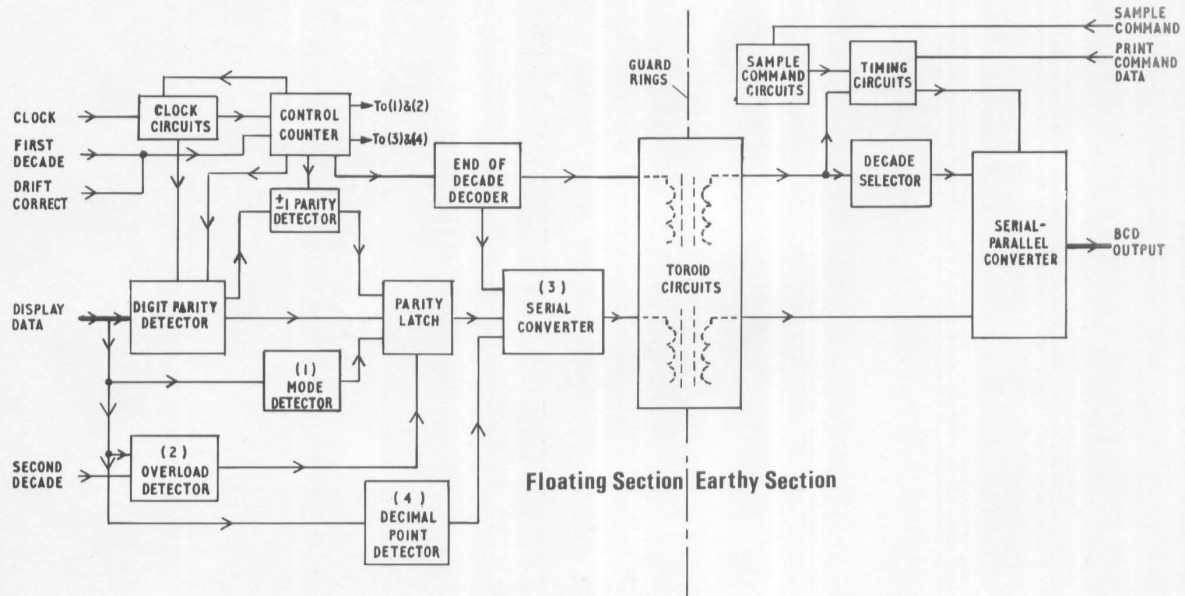 SAMPLE
COMMAND
PRINT
COMMAND
DATA
SAMPLE
COMMAND
CIRCUITS
TIMING
CIRCUITS
GUARD
RINGS
CLOCK
CLOCK
CIRCUITS
CONTROL
COUNTER
To(1)&(2)
To(3)&(4)
FIRST
DECADE
DRIFT
CORRECT
END OF
DECADE
DECODER
DECADE
SELECTOR
± 1 PARITY
DETECTOR
SERIAL-
PARALLEL
CONVERTER
BCD
OUTPUT
TOROID
CIRCUITS
DISPLAY
DATA
DIGIT PARITY
DETECTOR
PARITY
LATCH
(3)
SERIAL
CONVERTER
(1)
MODE
DETECTOR
SECOND
DECADE
(2)
OVERLOAD
DETECTOR
(4)
DECIMAL
POINT
DETECTOR
Floating Section
Earthy Section